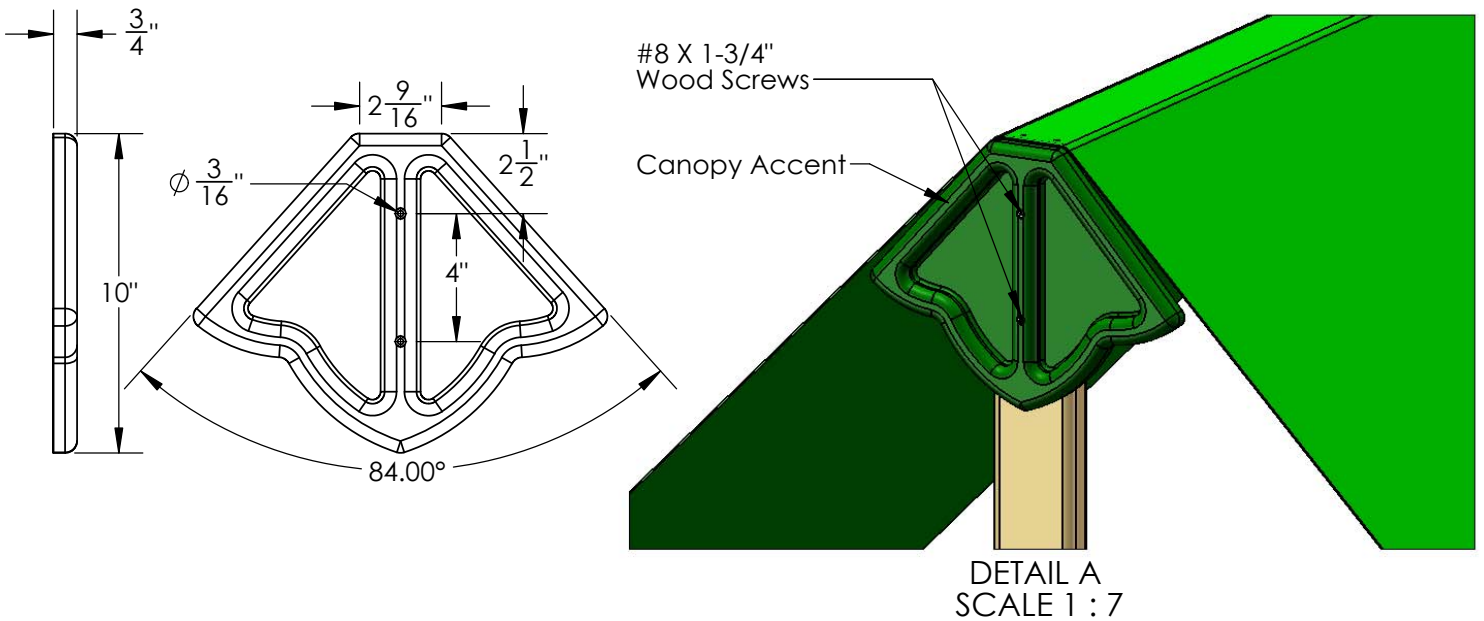 3/4"
2 9/16"
2 1/2"
⌀ 3/16"
4"
10"
84.00°
#8 X 1-3/4"
Wood Screws
Canopy Accent
DETAIL A
SCALE 1 : 7